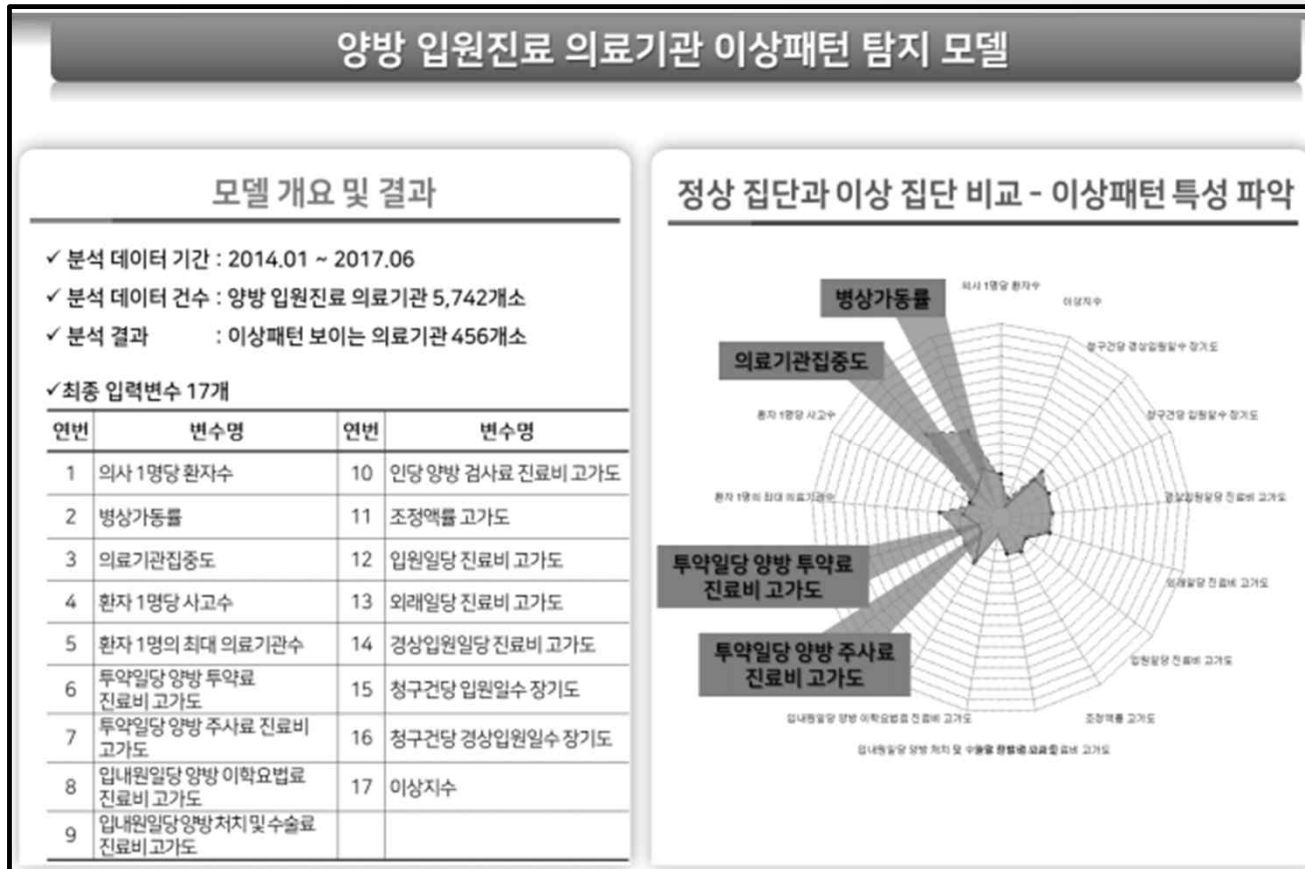 양방 입원진료 의료기관 이상패턴 탐지 모델
모델 개요 및 결과
✓ 분석 데이터 기간 : 2014.01 ~ 2017.06
✓ 분석 데이터 건수 : 양방 입원진료 의료기관 5,742개소
✓ 분석 결과 : 이상패턴 보이는 의료기관 456개소
✓최종 입력변수 17개
연번 변수명 연번 변수명
1 의사 1명당 환자수 10 인당 양방 검사료 진료비 고가도
2 병상가동률 11 조정액률 고가도
3 의료기관집중도 12 입원일당 진료비 고가도
4 환자 1명당 사고수 13 외래일당 진료비 고가도
5 환자 1명의 최대 의료기관수 14 경상입원일당 진료비 고가도
6 투약일당 양방 투약료
진료비 고가도 15 청구건당 입원일수 장기도
7 투약일당 양방 주사료 진료비
고가도 16 청구건당 경상입원일수 장기도
8 입내원일당 양방 이학요법료
진료비 고가도 17 이상지수
9 입내원일당 양방 처치 및 수술료
진료비 고가도
정상 집단과 이상 집단 비교 - 이상패턴 특성 파악
의사 1명당 환자수
이상지수
병상가동률
청구건당 경상입원일수 장기도
의료기관집중도
환자 1명당 사고수
청구건당 입원일수 장기도
환자 1명의 최대 의료기관수
경상입원일당 진료비 고가도
투약일당 양방 투약료
진료비 고가도
외래일당 진료비 고가도
투약일당 양방 주사료
진료비 고가도
입원일당 진료비 고가도
입내원일당 양방 이학요법료 진료비 고가도
조정액률 고가도
입내원일당 양방 처치 및 수술료 진료비 고가도